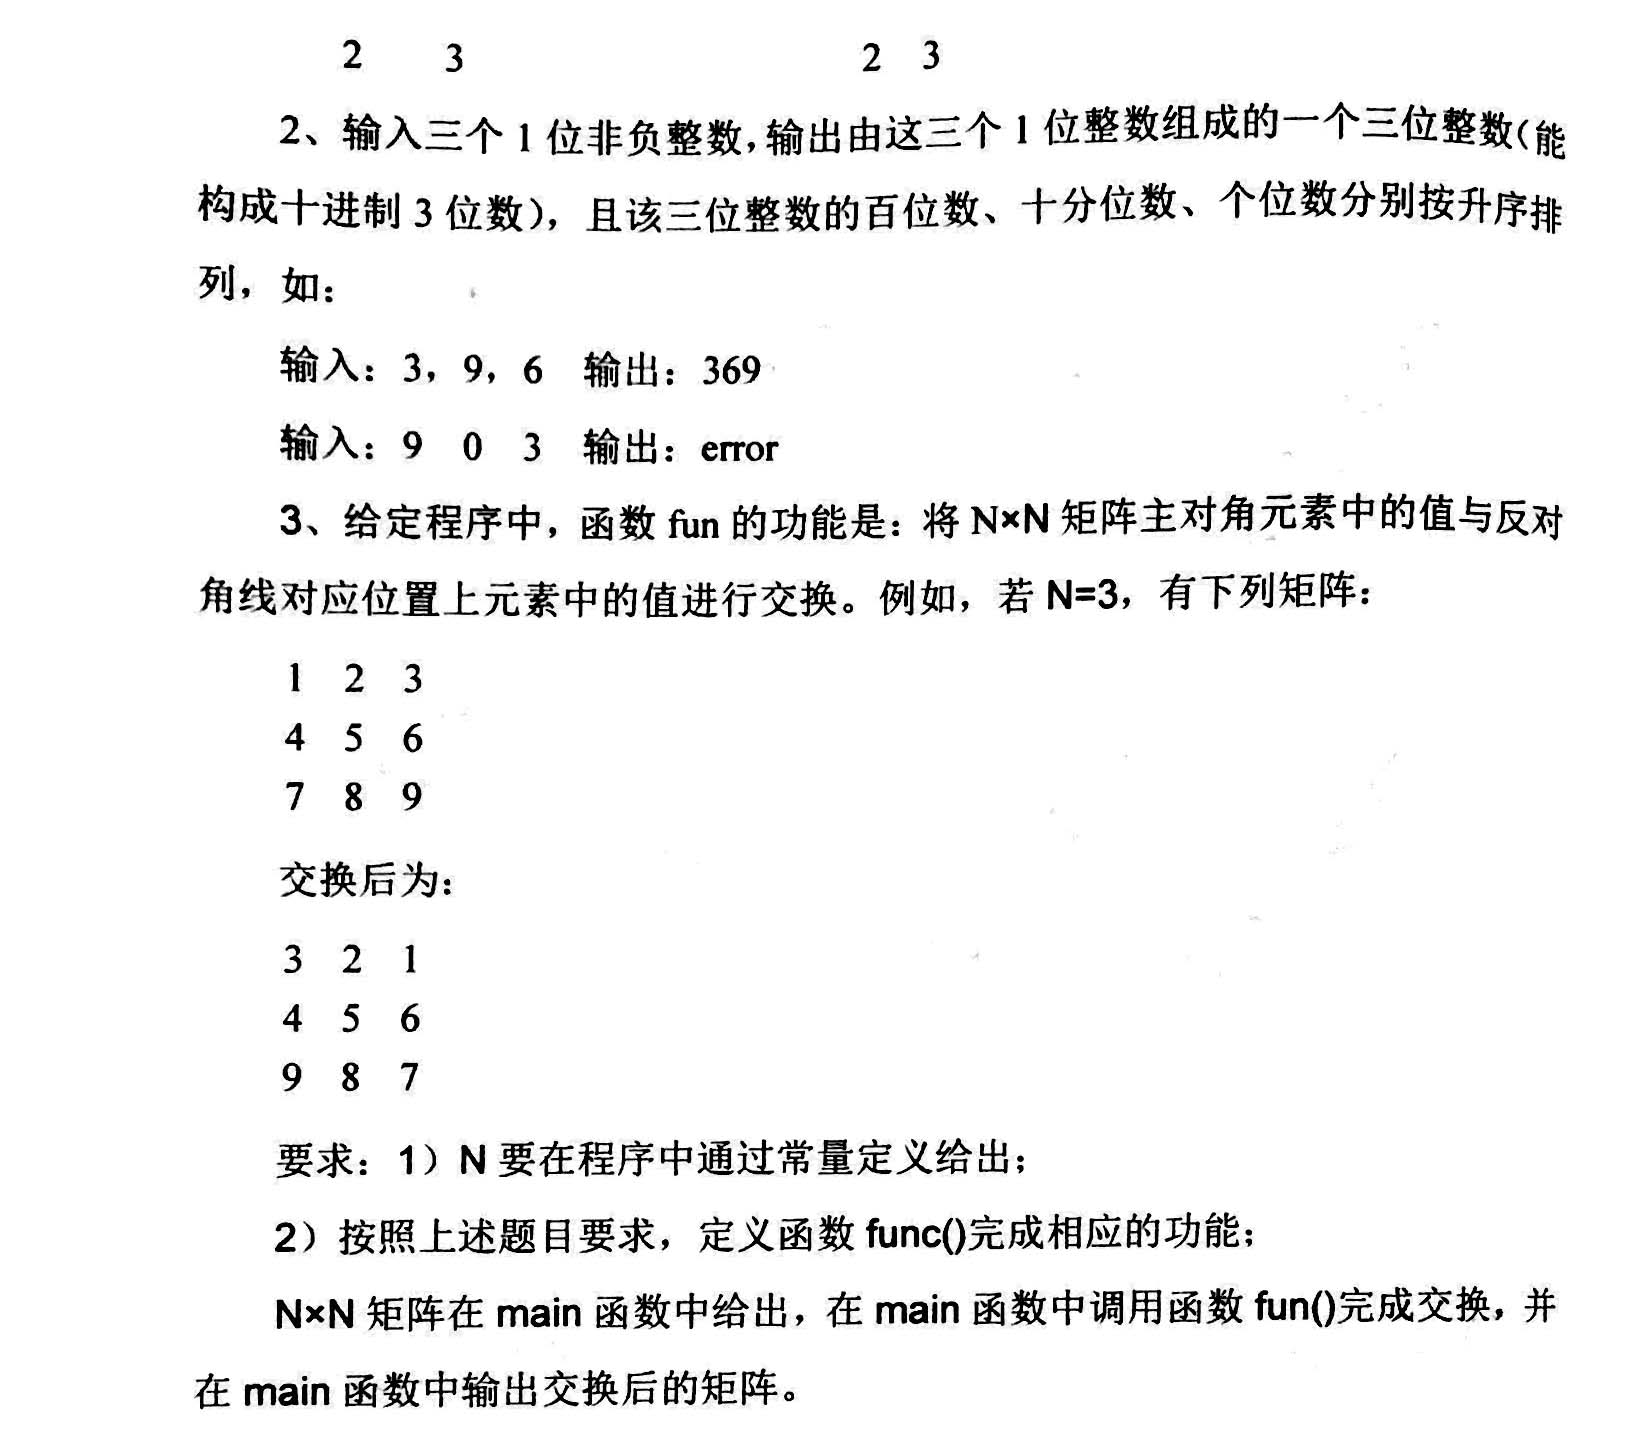 2 3 2 3
2、输入三个 1 位非负整数,输出由这三个 1 位整数组成的一个三位整数(能
构成十进制 3 位数)，且该三位整数的百位数、十分位数、个位数分别按升序排
列，如：
输入：3，9，6 输出：369
输入：9 0 3 输出：error
3、给定程序中，函数 fun 的功能是：将 N×N 矩阵主对角元素中的值与反对
角线对应位置上元素中的值进行交换。例如，若 N=3，有下列矩阵：
1 2 3
4 5 6
7 8 9
交换后为：
3 2 1
4 5 6
9 8 7
要求：1）N 要在程序中通过常量定义给出；
2）按照上述题目要求，定义函数 func()完成相应的功能；
N×N 矩阵在 main 函数中给出，在 main 函数中调用函数 fun()完成交换，并
在 main 函数中输出交换后的矩阵。